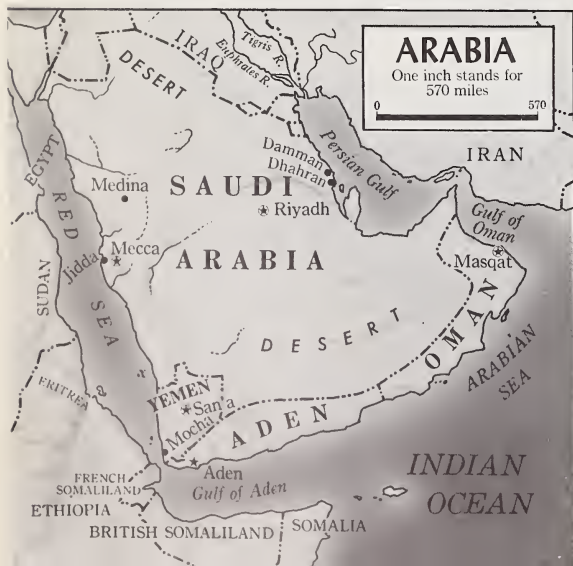 ARABIA
One inch stands for
570 miles
0 570
IRAQ
Tigris R.
Euphrates R.
DESERT
Persian Gulf
IRAN
Damman
Dhahran
EGYPT
RED SEA
Medina
SAUDI
Riyadh
Gulf of
Oman
Masqat
Jidda
Mecca
ARABIA
SUDAN
DESERT
OMAN
ARABIAN
SEA
ERITREA
YEMEN
San'a
Mocha
ADEN
Aden
Gulf of Aden
INDIAN
OCEAN
FRENCH
SOMALILAND
ETHIOPIA
BRITISH SOMALILAND
SOMALIA